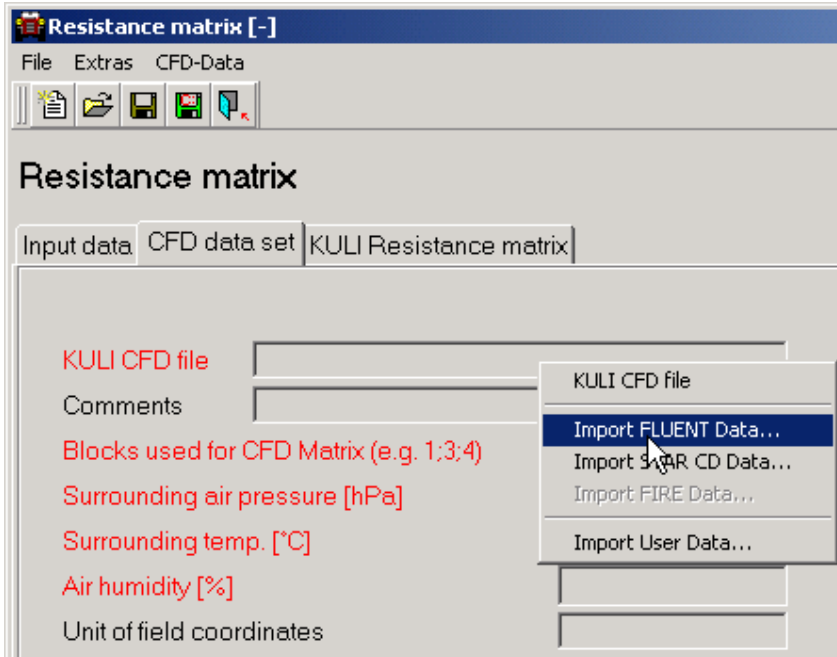 Resistance matrix [-]
File Extras CFD-Data
Resistance matrix
Input data CFD data set KULI Resistance matrix
KULI CFD file
Comments
Blocks used for CFD Matrix (e.g. 1;3;4)
Surrounding air pressure [hPa]
Surrounding temp. [°C]
Air humidity [%]
Unit of field coordinates
KULI CFD file
Import FLUENT Data...
Import STAR CD Data...
Import FIRE Data...
Import User Data...